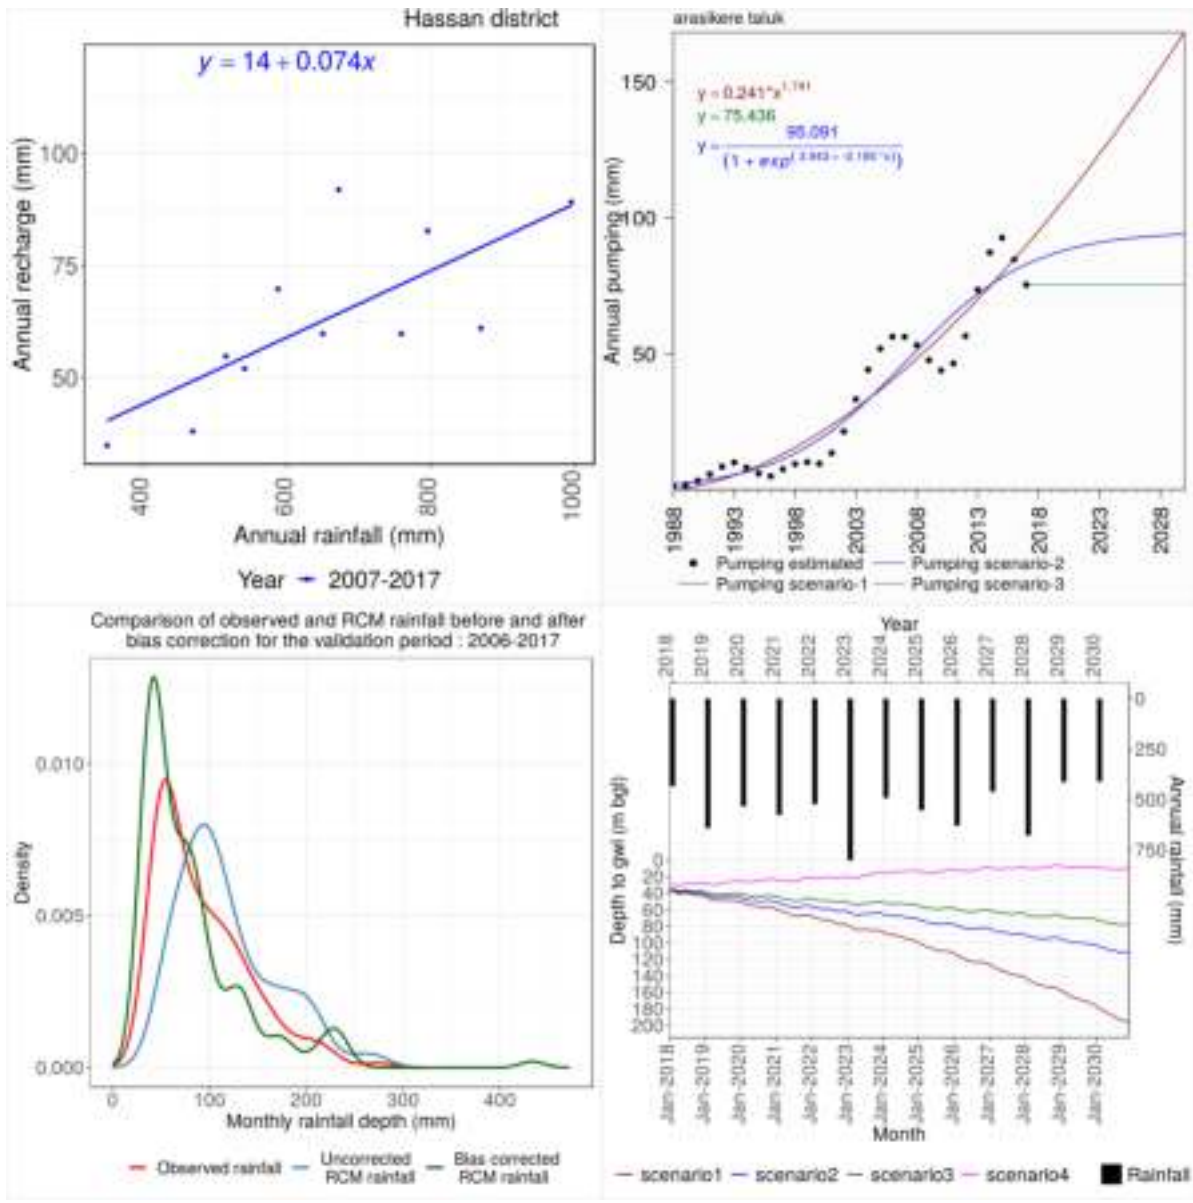 Hassan district
y = 14 + 0.074x
Annual recharge (mm)
100
75
50
400
600
800
1000
Annual rainfall (mm)
Year 2007-2017
arasikere taluk
y = 0.241*x
y = 75.436
y = 95.091
(1 + exp
Annual pumping (mm)
150
100
50
1988
1993
1998
2003
2008
2013
2018
2023
2028
Pumping estimated Pumping scenario-2
Pumping scenario-1 Pumping scenario-3
Comparison of observed and RCM rainfall before and after
bias correction for the validation period : 2006-2017
Density
0.010
0.005
0.000
0 100 200 300 400
Monthly rainfall depth (mm)
Observed rainfall Uncorrected RCM rainfall Bias corrected RCM rainfall
Year
2018 2019 2020 2021 2022 2023 2024 2025 2026 2027 2028 2029 2030
0
250
500
750
Annual rainfall (mm)
Depth to gwl (m bgl)
0
20
40
60
80
100
120
140
160
180
200
Jan-2018 Jan-2019 Jan-2020 Jan-2021 Jan-2022 Jan-2023 Jan-2024 Jan-2025 Jan-2026 Jan-2027 Jan-2028 Jan-2029 Jan-2030
Month
scenario1 scenario2 scenario3 scenario4 Rainfall